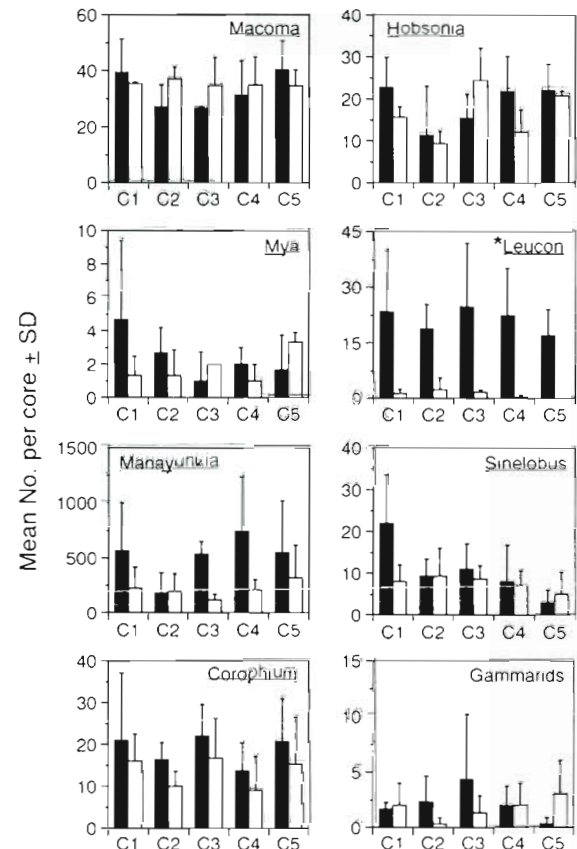 Mean No. per core ± SD
Macoma
60
40
20
0
C1 C2 C3 C4 C5
Hobsonia
40
30
20
10
0
C1 C2 C3 C4 C5
Mya
10
8
6
4
2
0
C1 C2 C3 C4 C5
*Leucon
45
30
15
0
C1 C2 C3 C4 C5
Manayunkia
1500
1000
500
0
C1 C2 C3 C4 C5
Sinelobus
40
30
20
10
0
C1 C2 C3 C4 C5
Corophium
40
30
20
10
0
C1 C2 C3 C4 C5
Gammarids
15
10
5
0
C1 C2 C3 C4 C5